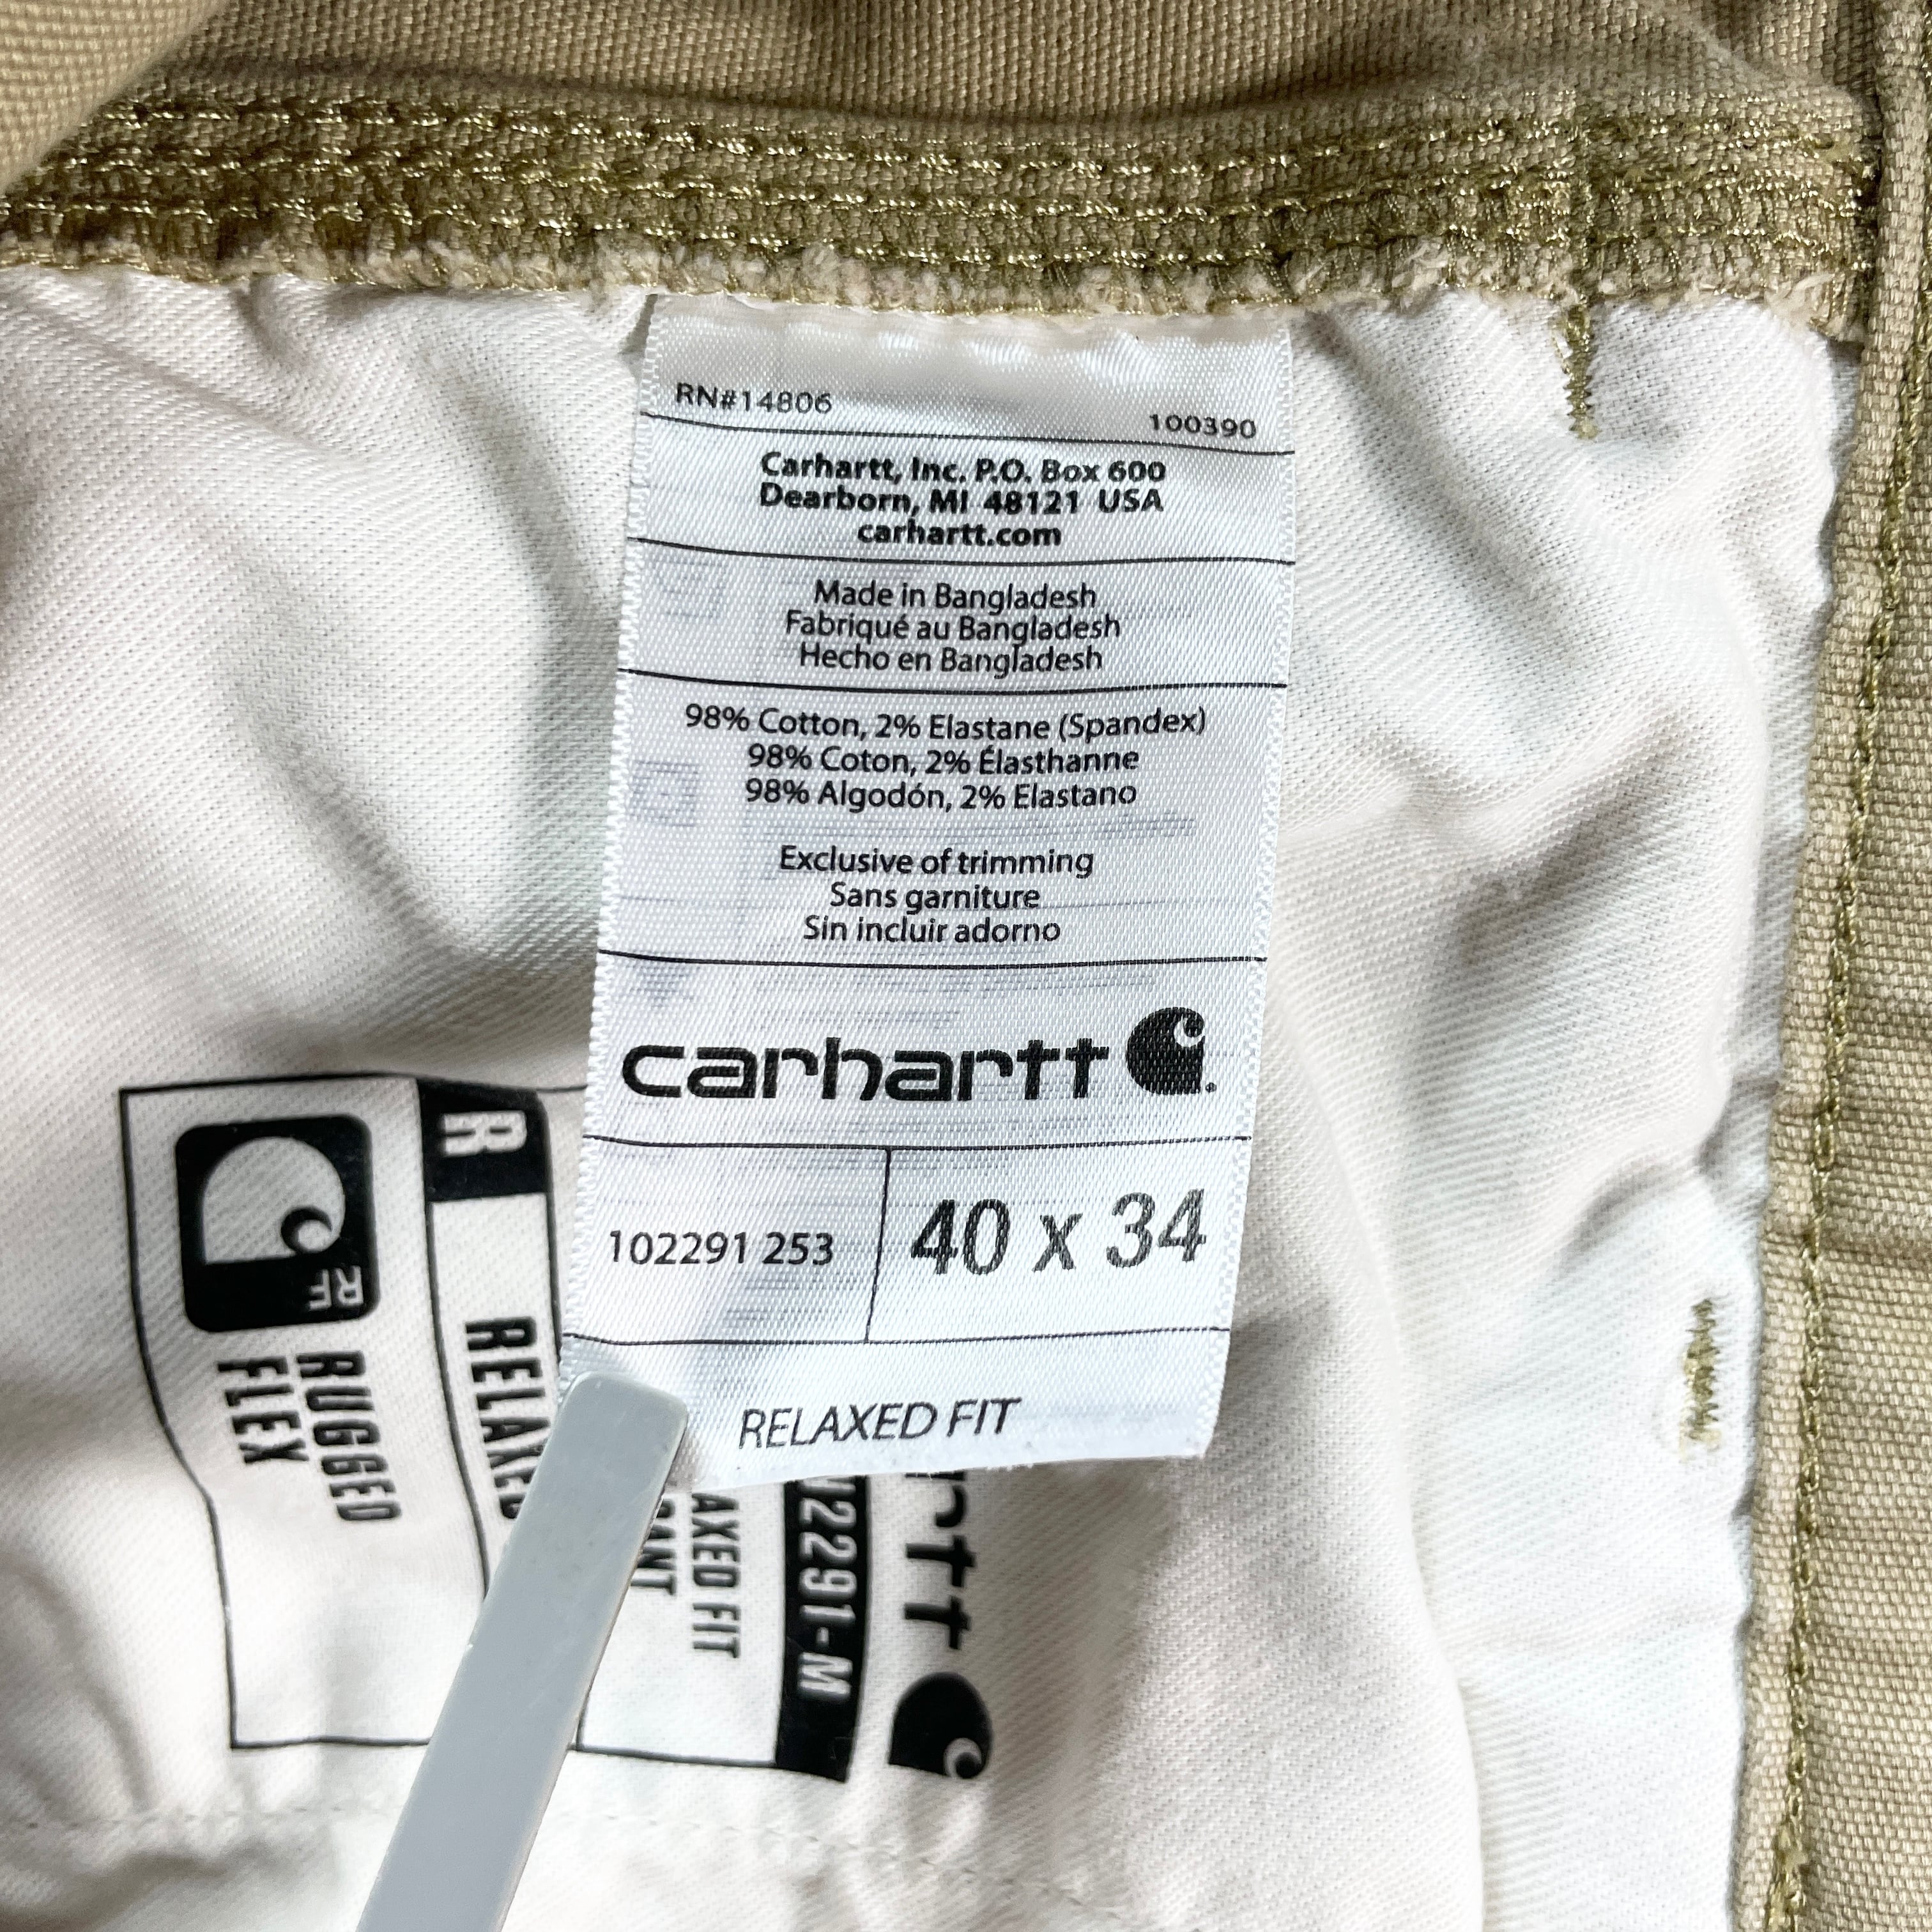 RN#14806
100390
Carhartt, Inc. P.O. Box 600
Dearborn, MI 48121 USA
carhartt.com
Made in Bangladesh
Fabriqué au Bangladesh
Hecho en Bangladesh
98% Cotton, 2% Elastane (Spandex)
98% Coton, 2% Élasthanne
98% Algodón, 2% Elastano
Exclusive of trimming
Sans garniture
Sin incluir adorno
carhartt
102291 253
40 x 34
RELAXED FIT
R
RELAXED
RF
RUGGED
FLEX
2291-M
AXED FIT
ANT
rtt